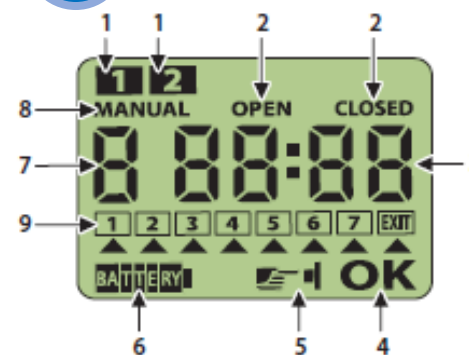 1 1 2 2
1 2
8 MANUAL OPEN CLOSED
7 8 88:88
9 1 2 3 4 5 6 7 EXIT
BATTERY OK
6 5 4